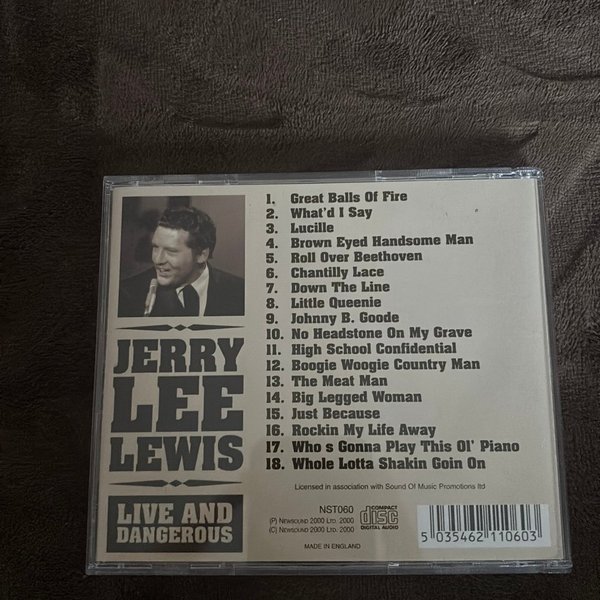 1. Great Balls Of Fire
2. What'd I Say
3. Lucille
4. Brown Eyed Handsome Man
5. Roll Over Beethoven
6. Chantilly Lace
7. Down The Line
8. Little Queenie
9. Johnny B. Goode
10. No Headstone On My Grave
11. High School Confidential
12. Boogie Woogie Country Man
13. The Meat Man
14. Big Legged Woman
15. Just Because
16. Rockin My Life Away
17. Who s Gonna Play This Ol' Piano
18. Whole Lotta Shakin Goin On
JERRY
LEE
LEWIS
LIVE AND
DANGEROUS
Licensed in association with Sound Of Music Promotions ltd
NST060
(P) NEWSOUND 2000 LTD. 2000
(C) NEWSOUND 2000 LTD. 2000
MADE IN ENGLAND
COMPACT
disc
DIGITAL AUDIO
5 035462 110603